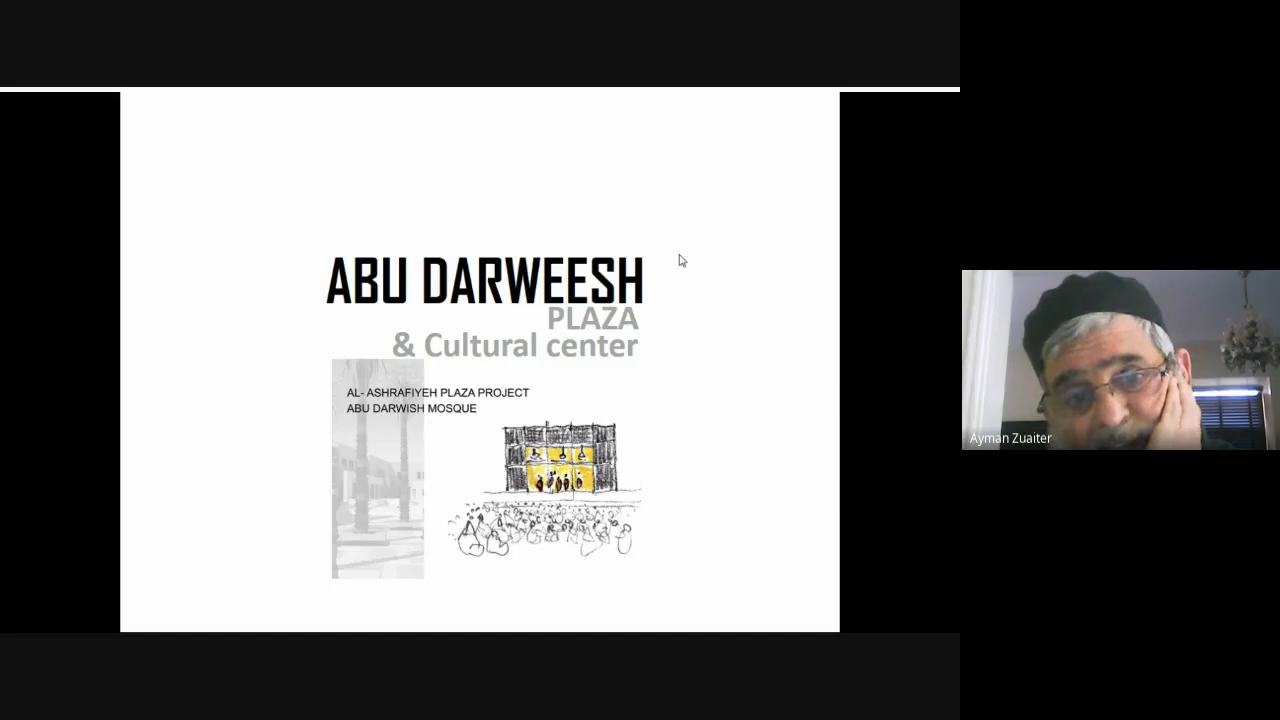 ABU DARWEESH
PLAZA
& Cultural center
AL- ASHRAFIYEH PLAZA PROJECT
ABU DARWISH MOSQUE
Ayman Zuaiter